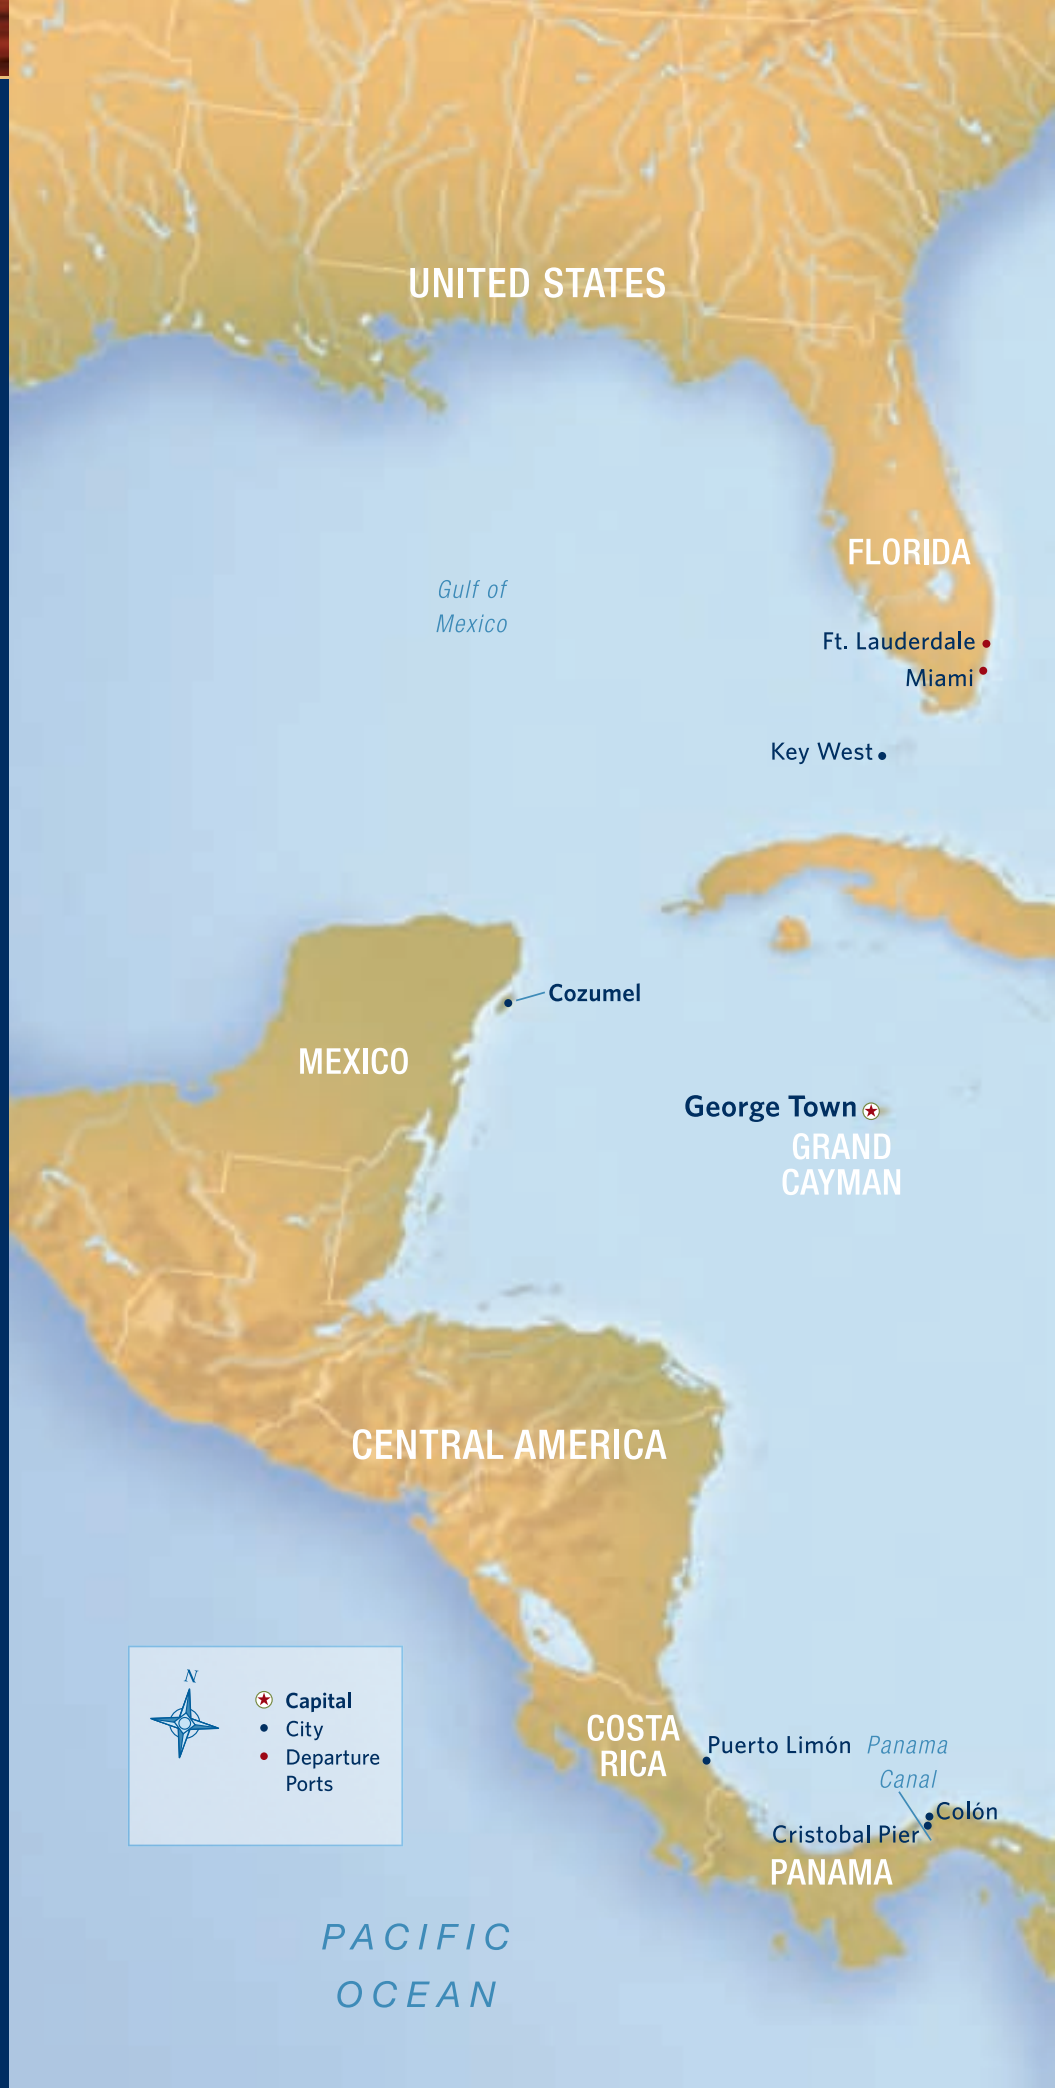 UNITED STATES
FLORIDA
Gulf of
Mexico
Ft. Lauderdale
Miami
Key West
Cozumel
MEXICO
George Town
GRAND
CAYMAN
CENTRAL AMERICA
N
Capital
City
Departure
Ports
COSTA
RICA
Puerto Limón
Panama
Canal
Colón
Cristobal Pier
PANAMA
PACIFIC
OCEAN